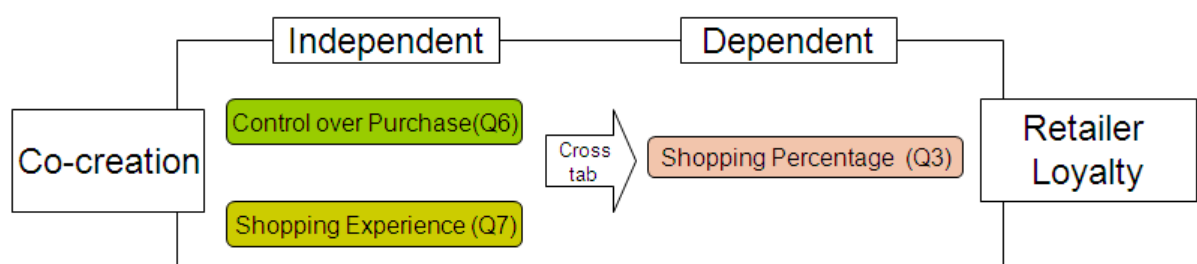 Independent
Dependent
Co-creation
Control over Purchase(Q6)
Shopping Experience (Q7)
Cross
tab
Shopping Percentage (Q3)
Retailer
Loyalty